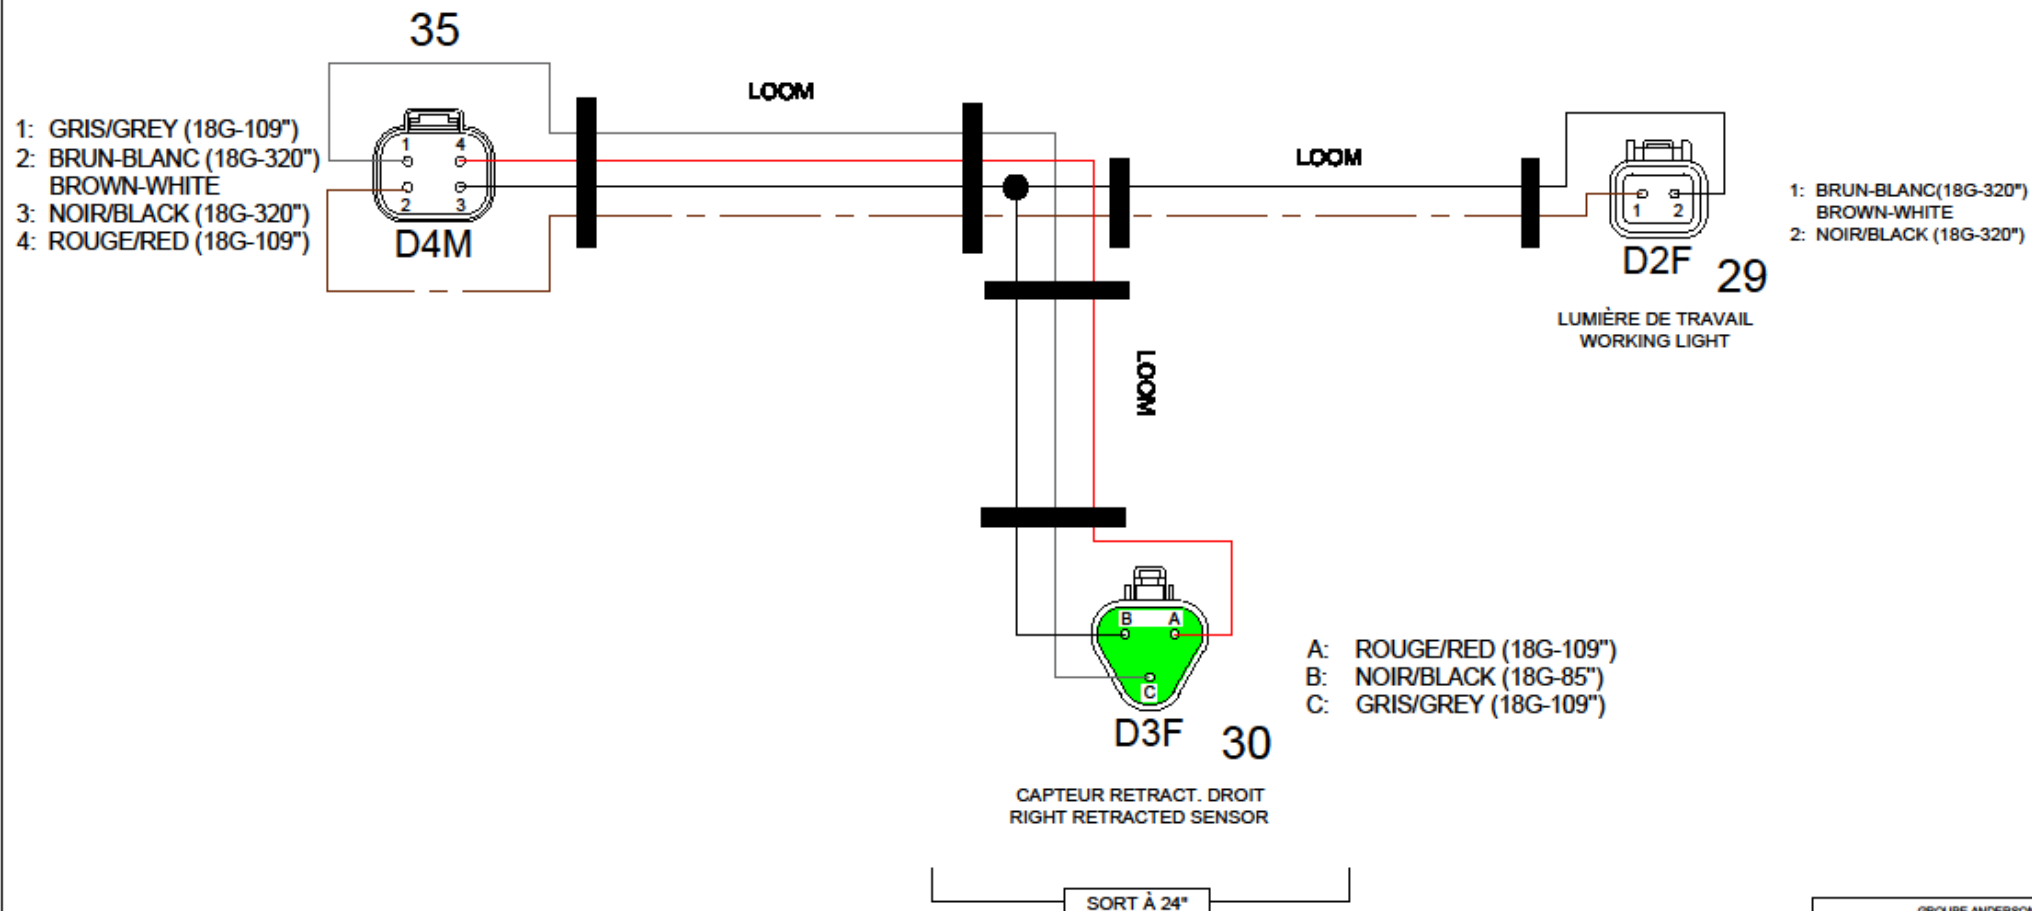 35
LOOM
1: GRIS/GREY (18G-109")
2: BRUN-BLANC (18G-320")
BROWN-WHITE
3: NOIR/BLACK (18G-320")
4: ROUGE/RED (18G-109")
1 4
2 3
D4M
LOOM
1 2
D2F
29
1: BRUN-BLANC(18G-320")
BROWN-WHITE
2: NOIR/BLACK (18G-320")
LUMIÈRE DE TRAVAIL
WORKING LIGHT
LOOM
B A
C
D3F
30
A: ROUGE/RED (18G-109")
B: NOIR/BLACK (18G-85")
C: GRIS/GREY (18G-109")
CAPTEUR RETRACT. DROIT
RIGHT RETRACTED SENSOR
SORT À 24"
GROUPE ANDERSON